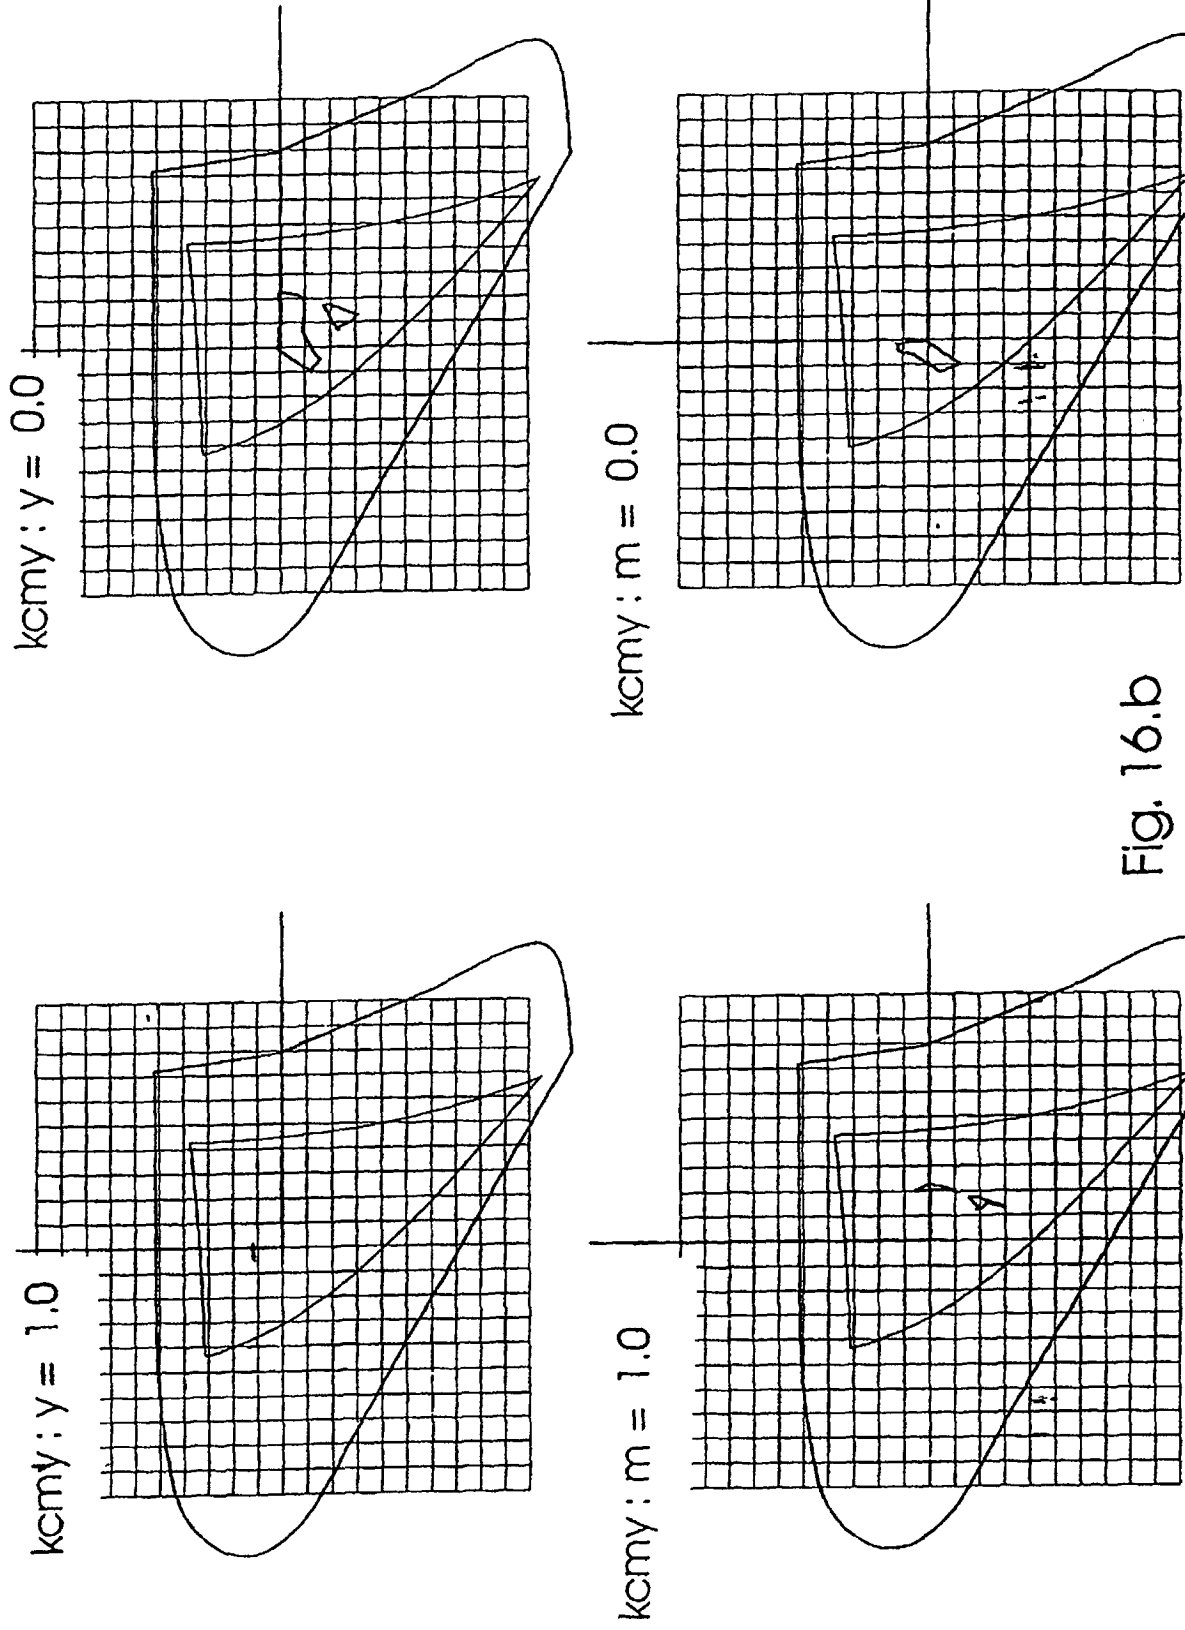 kcmy : y = 1.0
kcmy : y = 0.0
kcmy : m = 1.0
kcmy : m = 0.0
Fig. 16.b